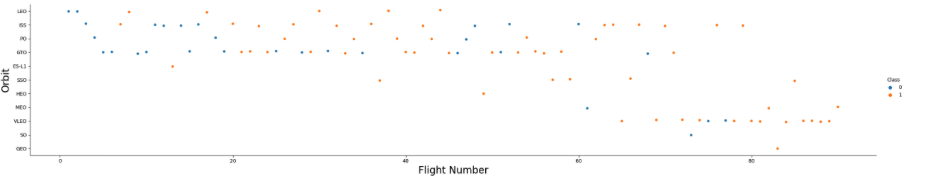 LEO
ISS
PO
GTO
ES-L1
SSO
HEO
MEO
VLEO
SO
GEO
Orbit
0
20
40
60
80
Flight Number
Class
0
1